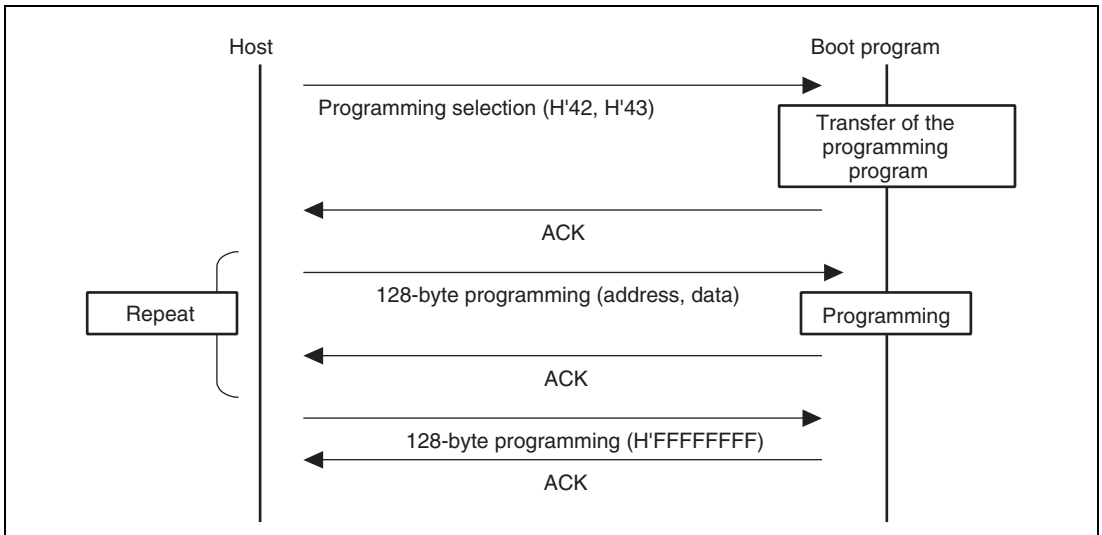 Host
Boot program
Programming selection (H'42, H'43)
Transfer of the
programming
program
ACK
128-byte programming (address, data)
Repeat
Programming
ACK
128-byte programming (H'FFFFFFFF)
ACK